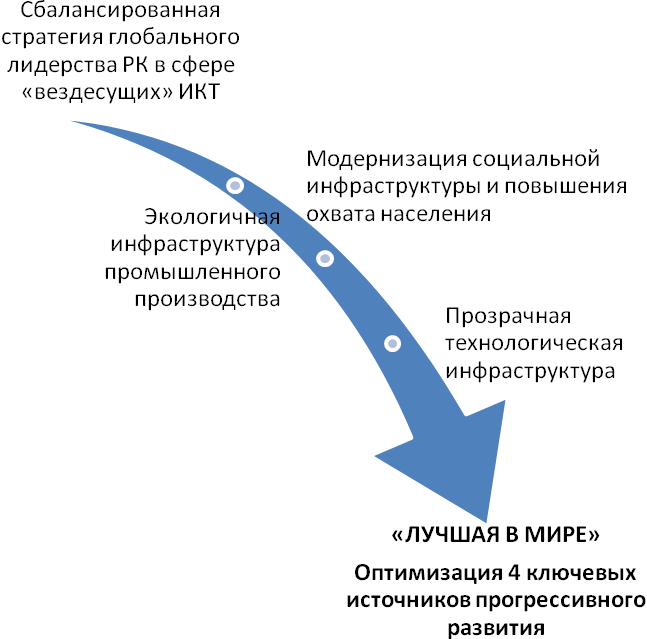 Сбалансированная
стратегия глобального
лидерства РК в сфере
«вездесущих» ИКТ
Модернизация социальной
инфраструктуры и повышения
охвата населения
Экологичная
инфраструктура
промышленного
производства
Прозрачная
технологическая
инфраструктура
«ЛУЧШАЯ В МИРЕ»
Оптимизация 4 ключевых
источников прогрессивного
развития